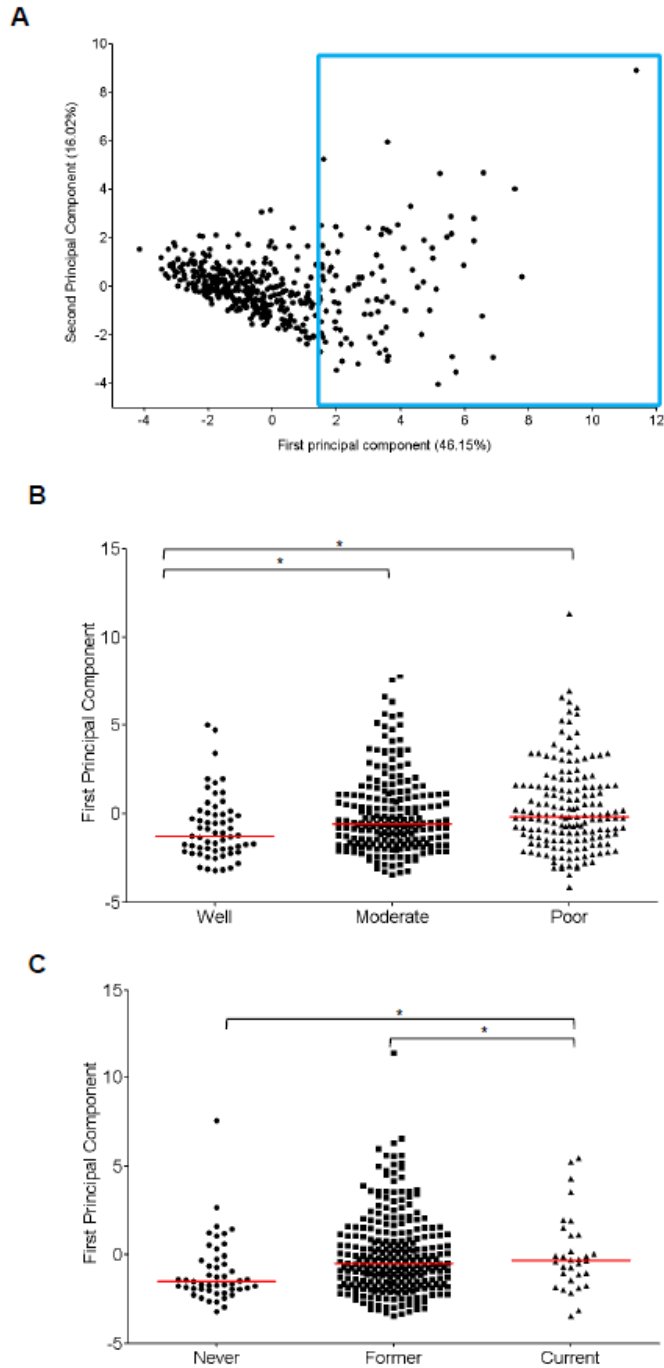 A
10
8
6
4
2
0
-2
-4
Second Principal Component (16.02%)
-4 -2 0 2 4 6 8 10 12
First principal component (46.15%)
B
15
10
5
0
-5
First Principal Component
*
*
Well Moderate Poor
C
15
10
5
0
-5
First Principal Component
*
*
Never Former Current